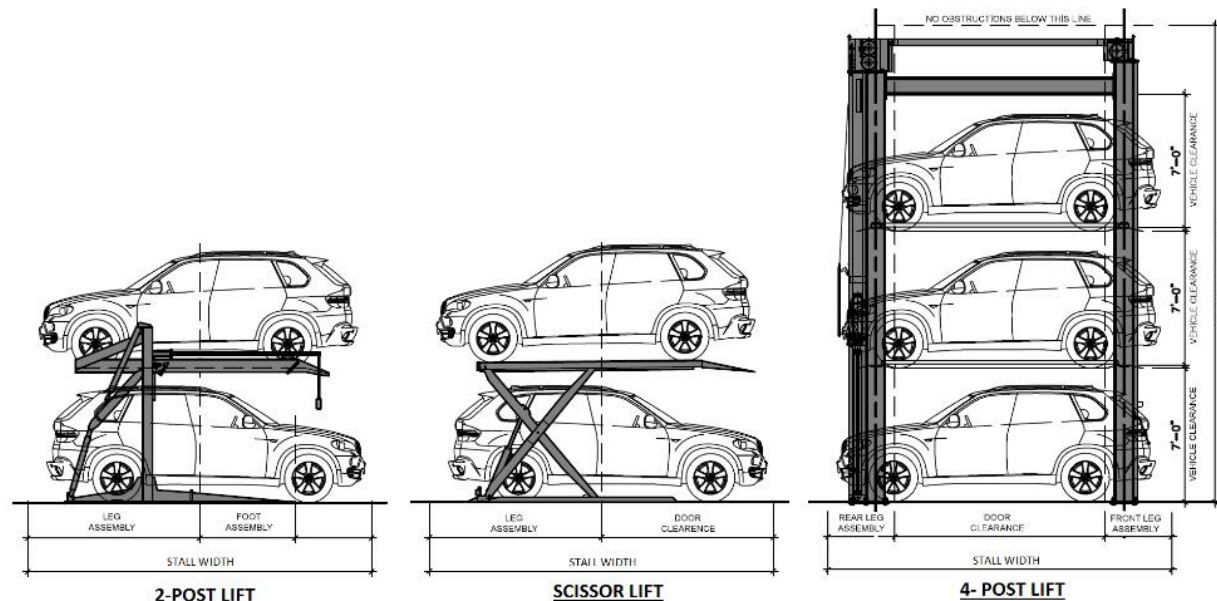 NO OBSTRUCTIONS BELOW THIS LINE
7'-0"
VEHICLE CLEARANCE
7'-0"
VEHICLE CLEARANCE
7'-0"
VEHICLE CLEARANCE
LEG
ASSEMBLY
FOOT
ASSEMBLY
STALL WIDTH
2-POST LIFT
LEG
ASSEMBLY
DOOR
CLEARENCE
STALL WIDTH
SCISSOR LIFT
REAR LEG
ASSEMBLY
DOOR
CLEARANCE
FRONT LEG
ASSEMBLY
STALL WIDTH
4- POST LIFT